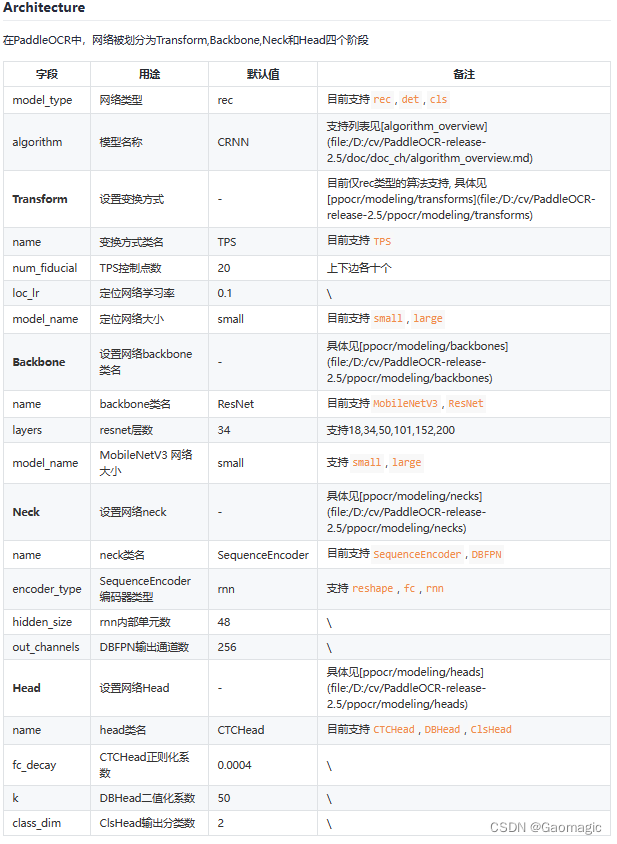 Architecture
在PaddleOCR中，网络被划分为Transform,Backbone,Neck和Head四个阶段
字段 用途 默认值 备注
model_type 网络类型 rec 目前支持 rec , det , cls
algorithm 模型名称 CRNN 支持列表见[algorithm_overview]
(file:/D:/cv/PaddleOCR-release-
2.5/doc/doc_ch/algorithm_overview.md)
Transform 设置变换方式 - 目前仅rec类型的算法支持, 具体见
[ppocr/modeling/transforms](file:/D:/cv/PaddleOCR-
release-2.5/ppocr/modeling/transforms)
name 变换方式类名 TPS 目前支持 TPS
num_fiducial TPS控制点数 20 上下边各十个
loc_lr 定位网络学习率 0.1 \
model_name 定位网络大小 small 目前支持 small , large
Backbone 设置网络backbone
类名 - 具体见[ppocr/modeling/backbones]
(file:/D:/cv/PaddleOCR-release-
2.5/ppocr/modeling/backbones)
name backbone类名 ResNet 目前支持 MobileNetV3 , ResNet
layers resnet层数 34 支持18,34,50,101,152,200
model_name MobileNetV3 网络
大小 small 支持 small , large
Neck 设置网络neck - 具体见[ppocr/modeling/necks]
(file:/D:/cv/PaddleOCR-release-
2.5/ppocr/modeling/necks)
name neck类名 SequenceEncoder 目前支持 SequenceEncoder , DBFPN
encoder_type SequenceEncoder
编码器类型 rnn 支持 reshape , fc , rnn
hidden_size rnn内部单元数 48 \
out_channels DBFPN输出通道数 256 \
Head 设置网络Head - 具体见[ppocr/modeling/heads]
(file:/D:/cv/PaddleOCR-release-
2.5/ppocr/modeling/heads)
name head类名 CTCHead 目前支持 CTCHead , DBHead , ClsHead
fc_decay CTCHead正则化系
数 0.0004 \
k DBHead二值化系数 50 \
class_dim ClsHead输出分类数 2 \
CSDN @Gaomagic